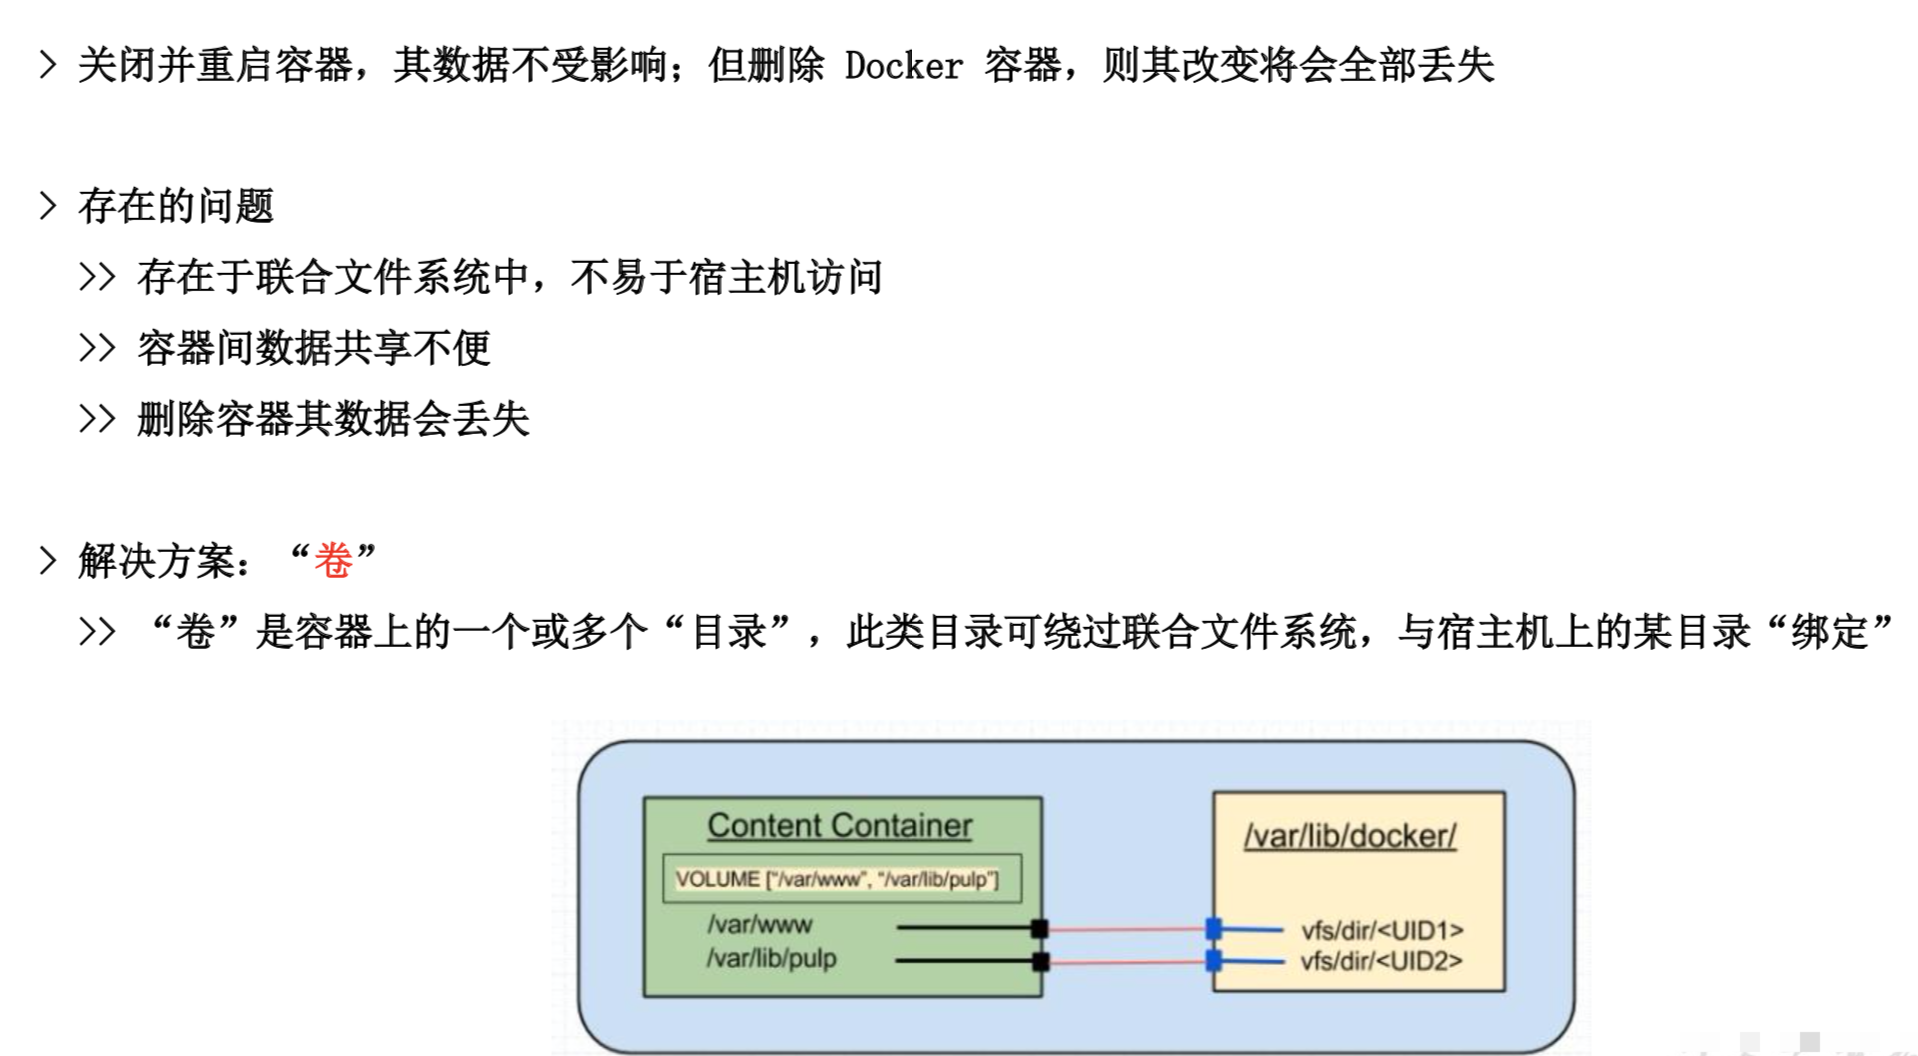 > 关闭并重启容器，其数据不受影响；但删除 Docker 容器，则其改变将会全部丢失
> 存在的问题
>> 存在于联合文件系统中，不易于宿主机访问
>> 容器间数据共享不便
>> 删除容器其数据会丢失
> 解决方案：“卷”
>> “卷”是容器上的一个或多个“目录”，此类目录可绕过联合文件系统，与宿主机上的某目录“绑定”
Content Container
VOLUME ["/var/www", "/var/lib/pulp"]
/var/www
/var/lib/pulp
/var/lib/docker/
vfs/dir/<UID1>
vfs/dir/<UID2>